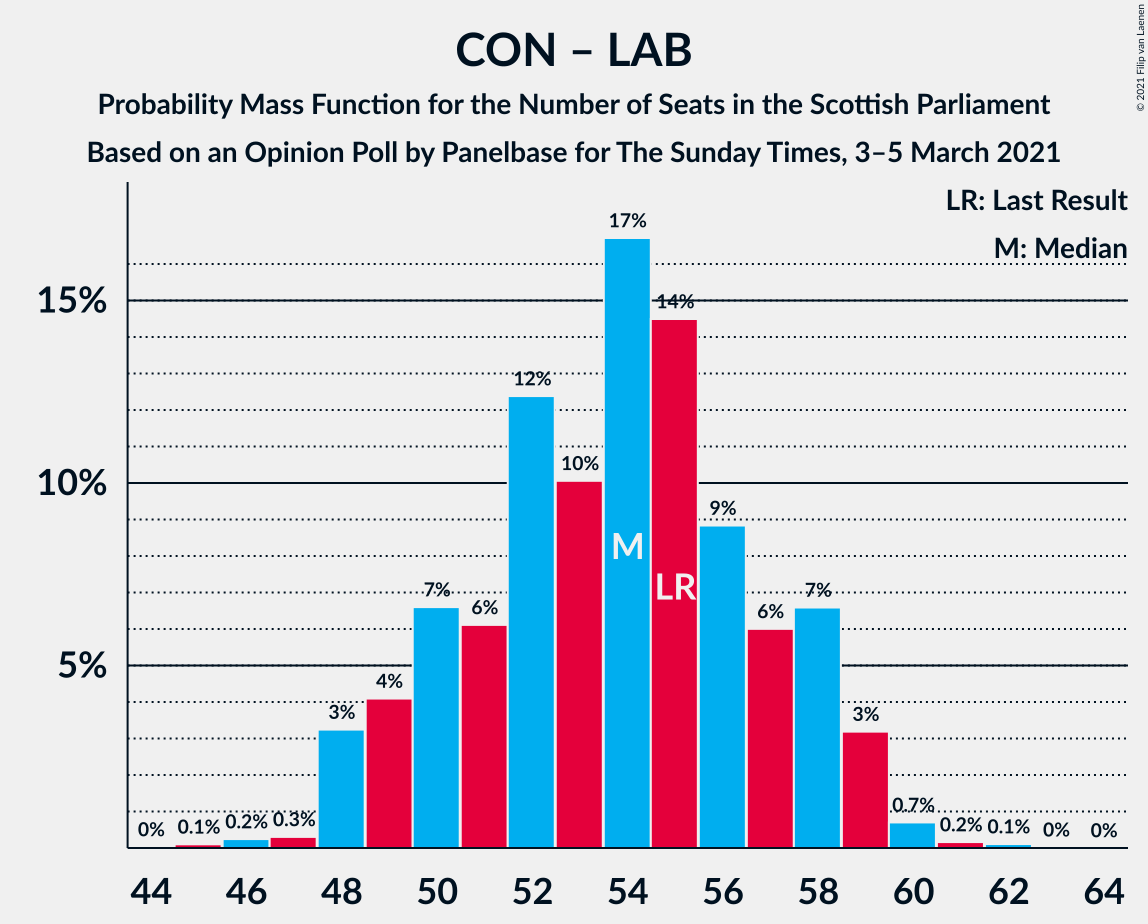 CON – LAB
Probability Mass Function for the Number of Seats in the Scottish Parliament
Based on an Opinion Poll by Panelbase for The Sunday Times, 3–5 March 2021
© 2021 Filip van Laenen
LR: Last Result
M: Median
15%
10%
5%
0%
0.1%
0.2%
0.3%
3%
4%
7%
6%
12%
10%
17%
14%
9%
6%
7%
3%
0.7%
0.2%
0.1%
0%
0%
M
LR
44 46 48 50 52 54 56 58 60 62 64